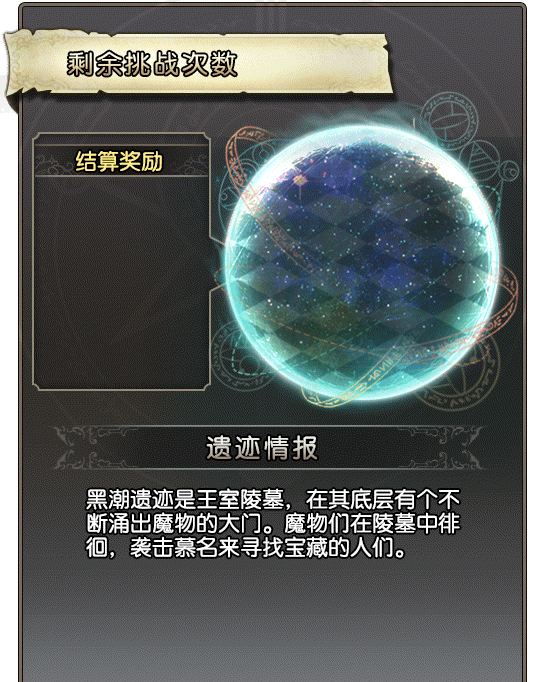 剩余挑战次数
结算奖励
遗迹情报
黑潮遗迹是王室陵墓，在其底层有个不
断涌出魔物的大门。魔物们在陵墓中徘
徊，袭击慕名来寻找宝藏的人们。